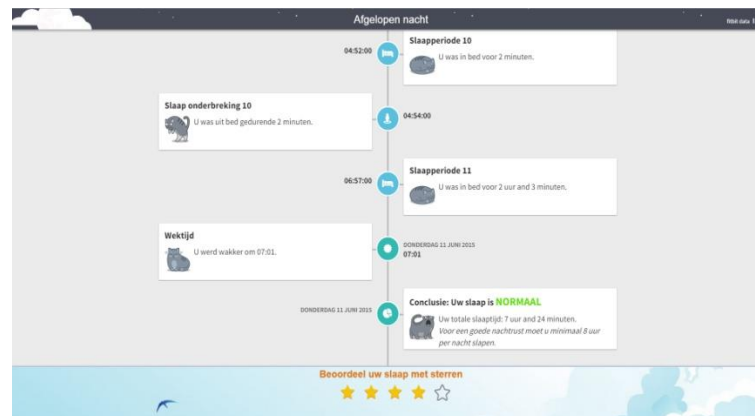 Afgelopen nacht
04:52:00
Slaapperiode 10
U was in bed voor 2 minuten.
Slaap onderbreking 10
U was uit bed gedurende 2 minuten.
04:54:00
06:57:00
Slaapperiode 11
U was in bed voor 2 uur and 3 minuten.
Wektijd
U werd wakker om 07:01.
DONDERDAG 11 JUNI 2015
07:01
DONDERDAG 11 JUNI 2015
Conclusie: Uw slaap is NORMAAL
Uw totale slaaptijd: 7 uur and 24 minuten.
Voor een goede nachtrust moet u minimaal 8 uur
per nacht slapen.
Beoordeel uw slaap met sterren